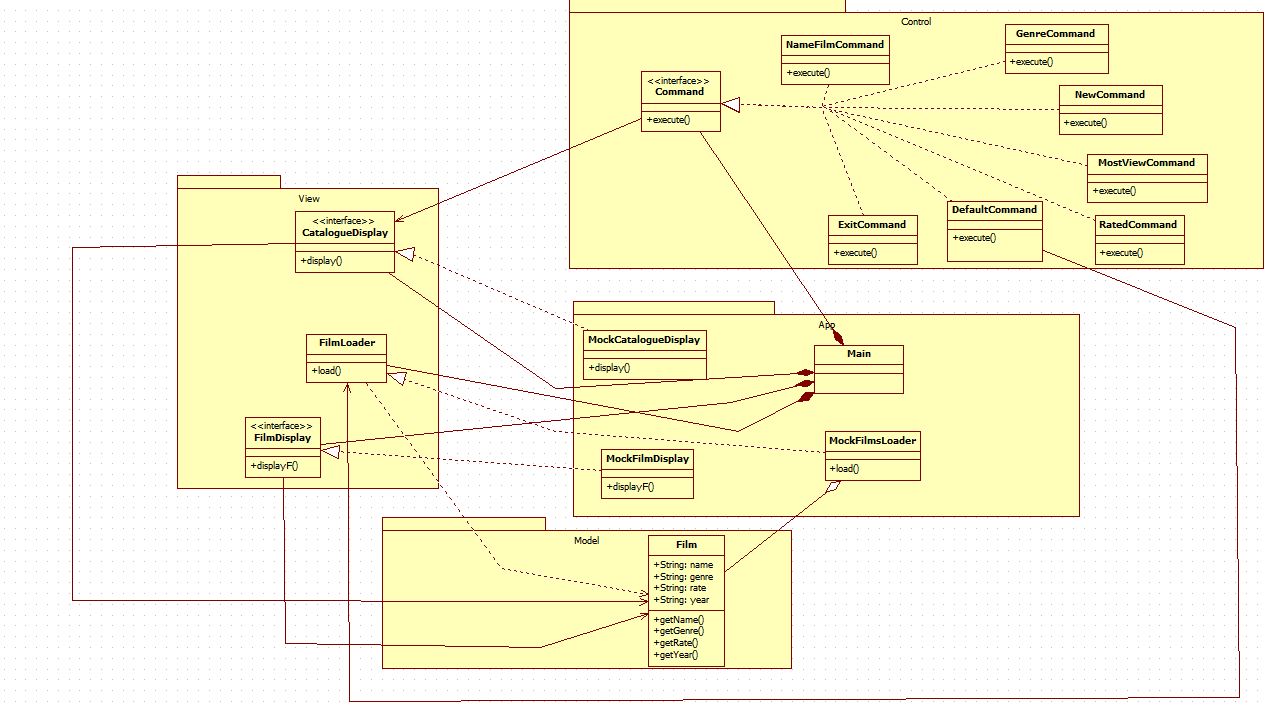 Control
NameFilmCommand
+execute()
GenreCommand
+execute()
<<interface>>
Command
+execute()
NewCommand
+execute()
MostViewCommand
+execute()
ExitCommand
+execute()
DefaultCommand
+execute()
RatedCommand
+execute()
View
<<interface>>
CatalogueDisplay
+display()
FilmLoader
+load()
<<interface>>
FilmDisplay
+displayF()
App
MockCatalogueDisplay
+display()
Main
MockFilmsLoader
+load()
MockFilmDisplay
+displayF()
Model
Film
+String: name
+String: genre
+String: rate
+String: year
+getName()
+getGenre()
+getRate()
+getYear()